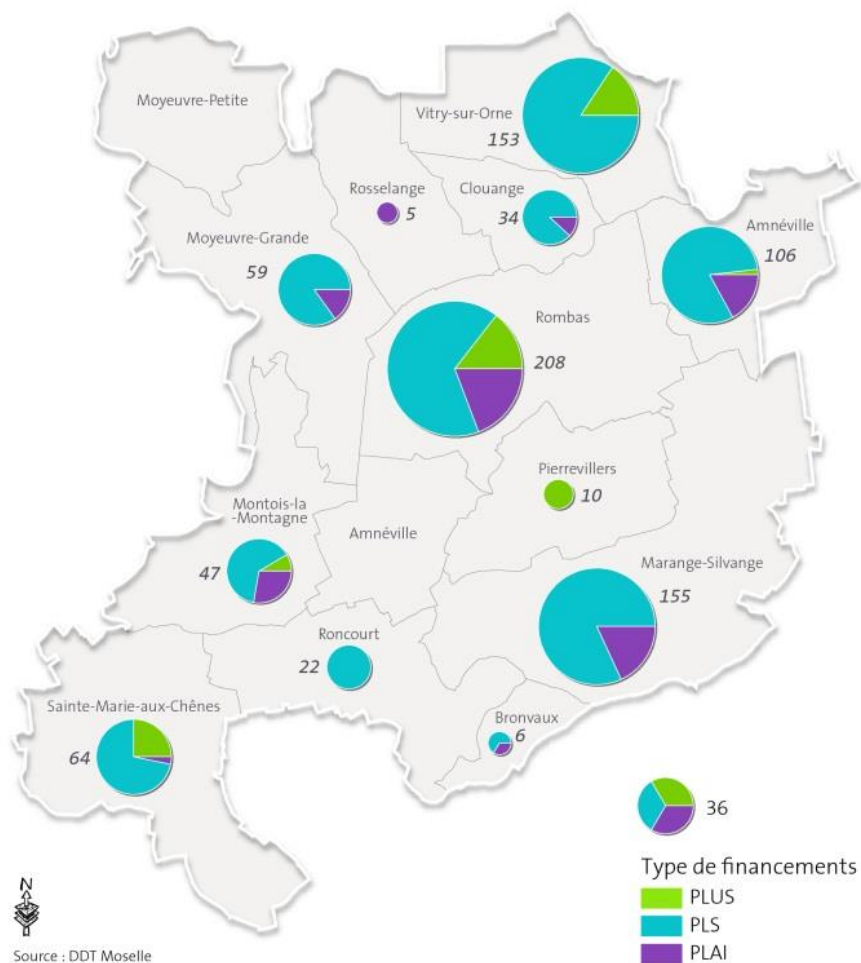 Moyeuvre-Petite
Vitry-sur-Orne
153
Rosselange
5
Clouange
34
Amnéville
106
Moyeuvre-Grande
59
Rombas
208
Pierrevillers
10
Montois-la
-Montagne
47
Amnéville
Marange-Silvange
155
Roncourt
22
Sainte-Marie-aux-Chênes
64
Bronvaux
6
36
Type de financements
PLUS
PLS
PLAI
N
Source : DDT Moselle